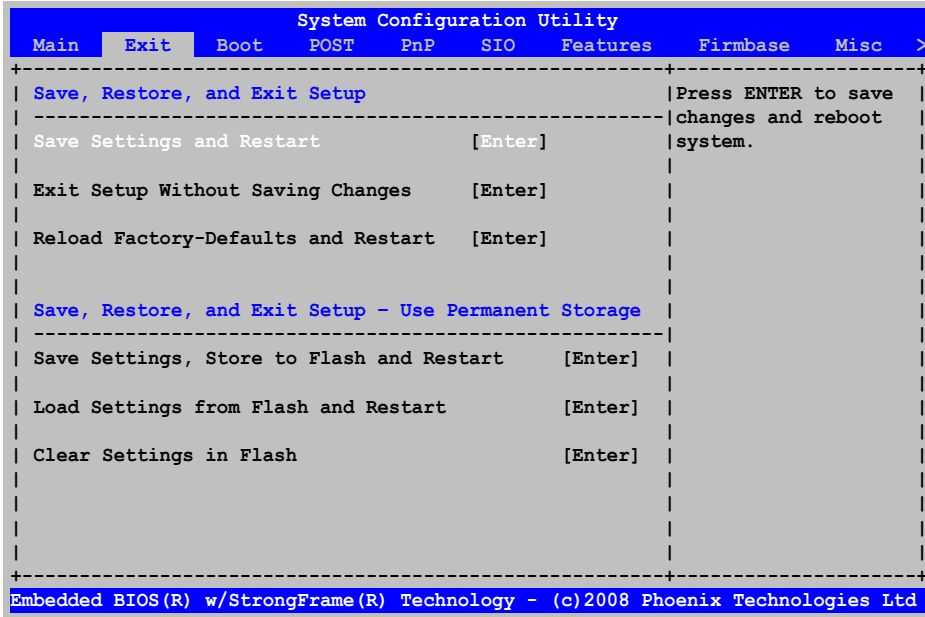 System Configuration Utility
Main Exit Boot POST PnP SIO Features Firmbase Misc >
Save, Restore, and Exit Setup
Press ENTER to save
changes and reboot
system.
Save Settings and Restart [Enter]
Exit Setup Without Saving Changes [Enter]
Reload Factory-Defaults and Restart [Enter]
Save, Restore, and Exit Setup – Use Permanent Storage
Save Settings, Store to Flash and Restart [Enter]
Load Settings from Flash and Restart [Enter]
Clear Settings in Flash [Enter]
Embedded BIOS(R) w/StrongFrame(R) Technology - (c)2008 Phoenix Technologies Ltd